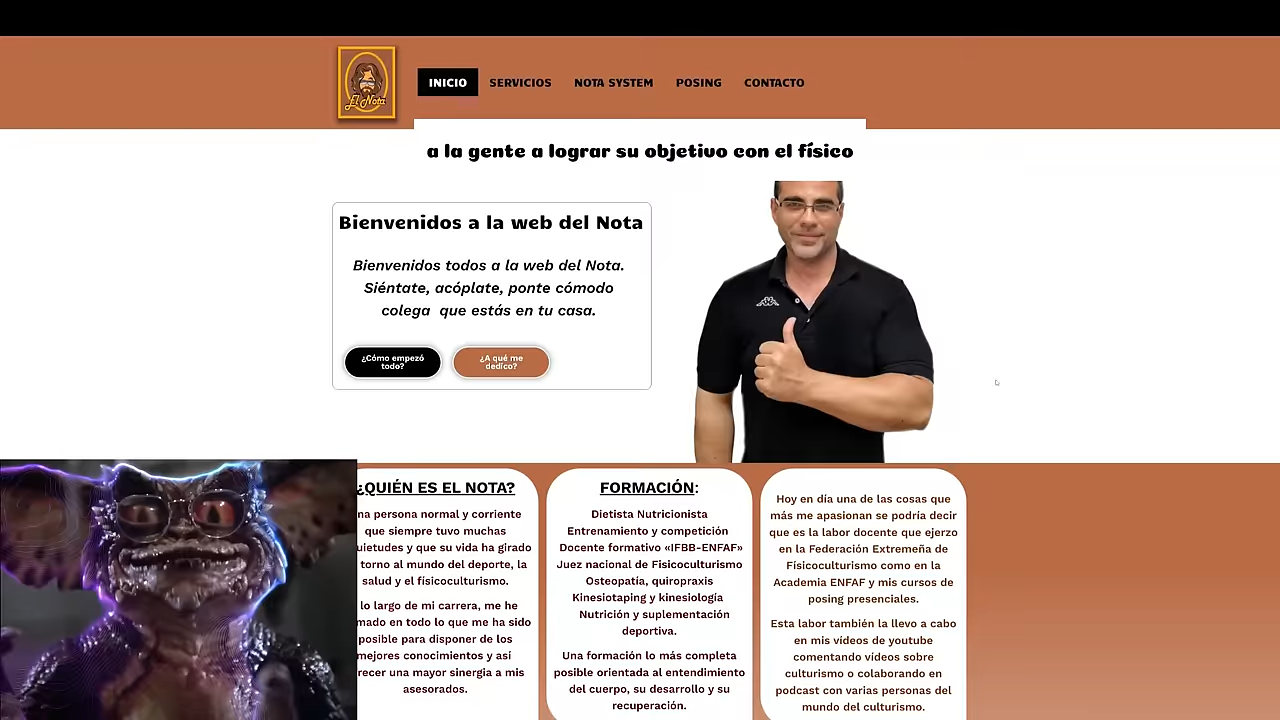 El Nota
INICIO
SERVICIOS
NOTA SYSTEM
POSING
CONTACTO
a la gente a lograr su objetivo con el físico
Bienvenidos a la web del Nota
Bienvenidos todos a la web del Nota.
Siéntate, acóplate, ponte cómodo
colega que estás en tu casa.
¿Cómo empezó
todo?
¿A qué me
dedico?
¿QUIÉN ES EL NOTA?
na persona normal y corriente
que siempre tuvo muchas
uietudes y que su vida ha girado
torno al mundo del deporte, la
salud y el físicoculturismo.
lo largo de mi carrera, me he
mado en todo lo que me ha sido
posible para disponer de los
mejores conocimientos y así
recer una mayor sinergia a mis
asesorados.
FORMACIÓN:
Dietista Nutricionista
Entrenamiento y competición
Docente formativo «IFBB-ENFAF»
Juez nacional de Fisicoculturismo
Osteopatía, quiropraxis
Kinesiotaping y kinesiología
Nutrición y suplementación
deportiva.
Una formación lo más completa
posible orientada al entendimiento
del cuerpo, su desarrollo y su
recuperación.
Hoy en día una de las cosas que
más me apasionan se podría decir
que es la labor docente que ejerzo
en la Federación Extremeña de
Físicoculturismo como en la
Academia ENFAF y mis cursos de
posing presenciales.
Esta labor también la llevo a cabo
en mis vídeos de youtube
comentando vídeos sobre
culturismo o colaborando en
podcast con varias personas del
mundo del culturismo.